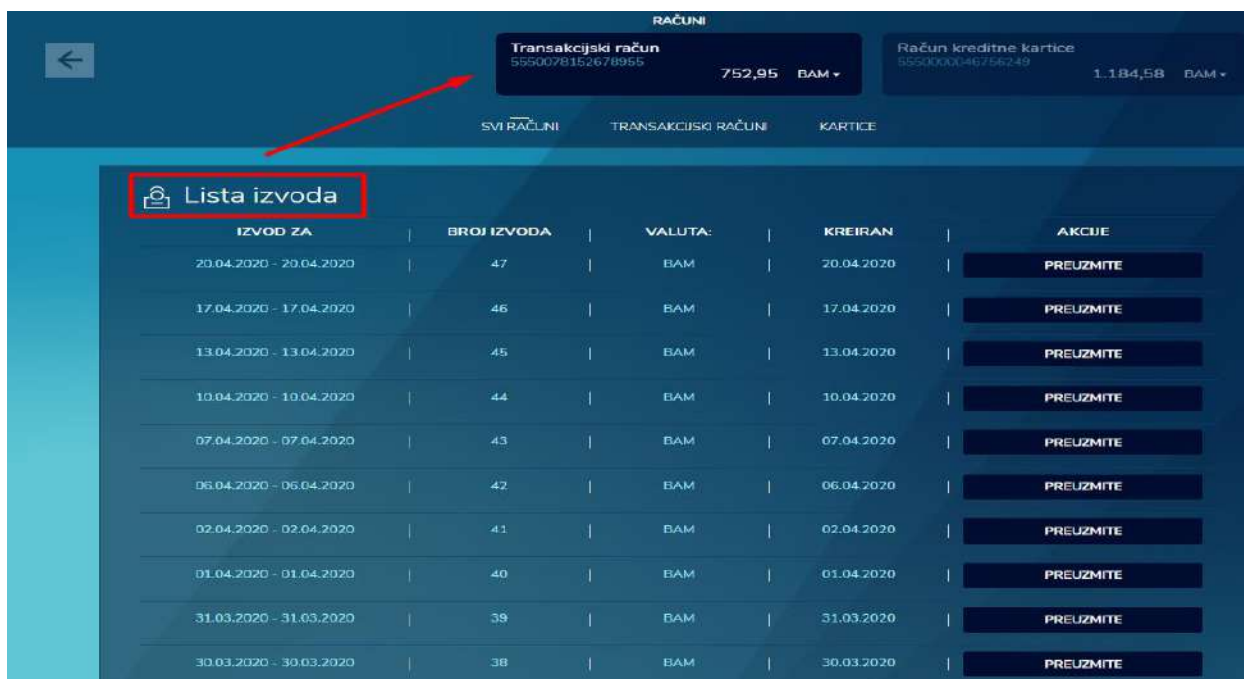 RAČUNI
Transakcijski račun
5550078152678955
752,95 BAM
Račun kreditne kartice
5550000046756249
1.184,58 BAM
SVI RAČUNI TRANSAKCIJSKI RAČUNI KARTICE
Lista izvoda
IZVOD ZA | BROJ IZVODA | VALUTA: | KREIRAN | AKCIJE
20.04.2020 - 20.04.2020 | 47 | BAM | 20.04.2020 | PREUZMITE
17.04.2020 - 17.04.2020 | 46 | BAM | 17.04.2020 | PREUZMITE
13.04.2020 - 13.04.2020 | 45 | BAM | 13.04.2020 | PREUZMITE
10.04.2020 - 10.04.2020 | 44 | BAM | 10.04.2020 | PREUZMITE
07.04.2020 - 07.04.2020 | 43 | BAM | 07.04.2020 | PREUZMITE
06.04.2020 - 06.04.2020 | 42 | BAM | 06.04.2020 | PREUZMITE
02.04.2020 - 02.04.2020 | 41 | BAM | 02.04.2020 | PREUZMITE
01.04.2020 - 01.04.2020 | 40 | BAM | 01.04.2020 | PREUZMITE
31.03.2020 - 31.03.2020 | 39 | BAM | 31.03.2020 | PREUZMITE
30.03.2020 - 30.03.2020 | 38 | BAM | 30.03.2020 | PREUZMITE